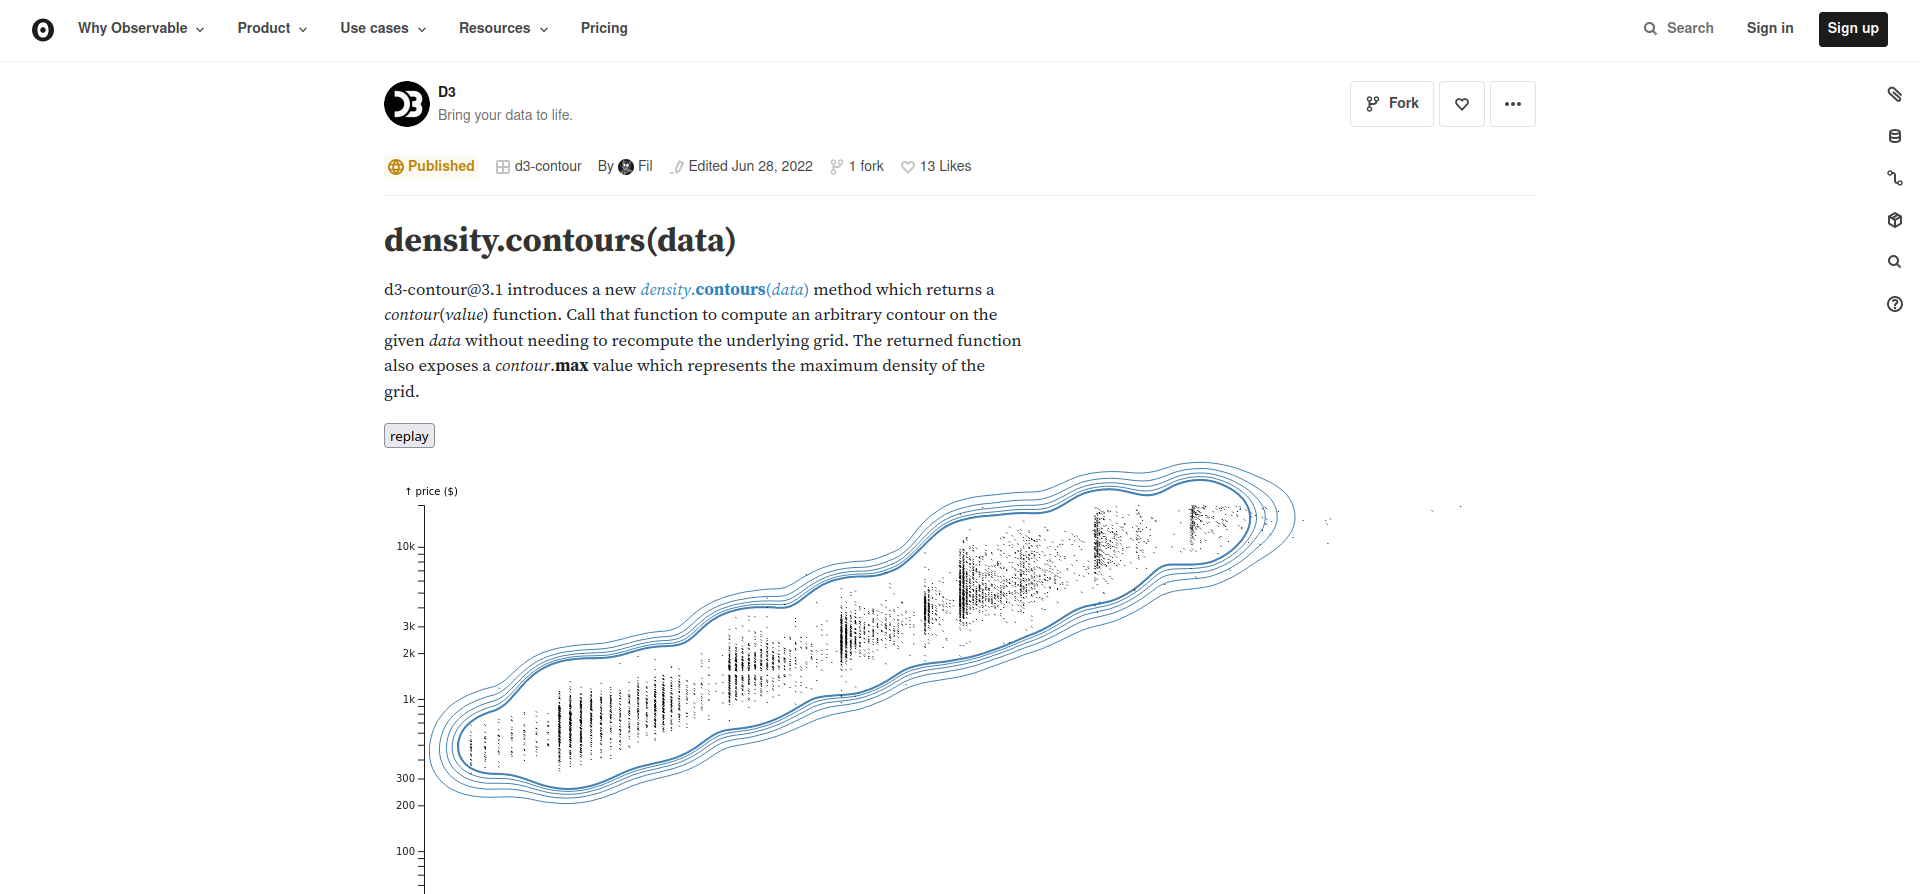 Why Observable Product Use cases Resources Pricing Search Sign in Sign up
D3
Bring your data to life.
Fork
Published d3-contour By Fil Edited Jun 28, 2022 1 fork 13 Likes
density.contours(data)
d3-contour@3.1 introduces a new density.contours(data) method which returns a
contour(value) function. Call that function to compute an arbitrary contour on the
given data without needing to recompute the underlying grid. The returned function
also exposes a contour.max value which represents the maximum density of the
grid.
replay
↑ price ($)
10k
3k
2k
1k
300
200
100